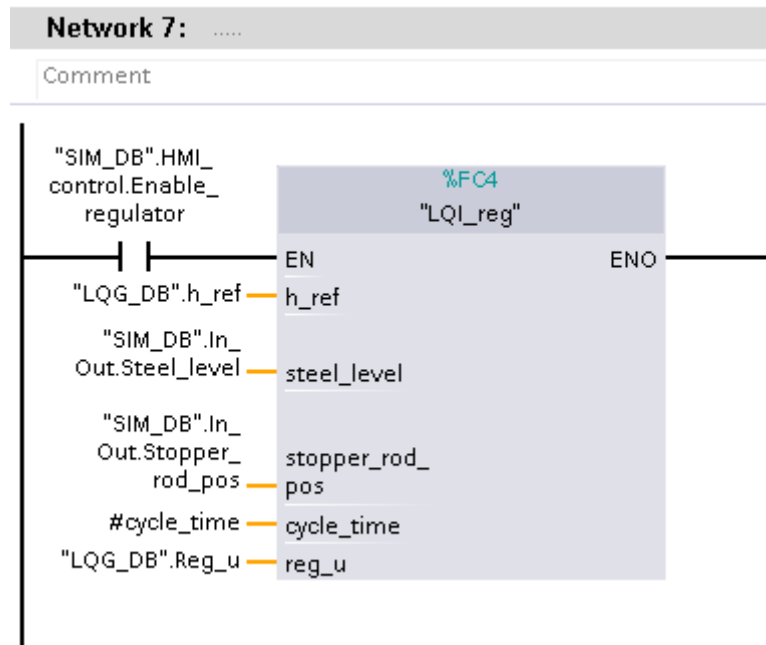 Network 7: .....
Comment
"SIM_DB".HMI_
control.Enable_
regulator
%FC4
"LQI_reg"
EN ENO
"LQG_DB".h_ref h_ref
"SIM_DB".In_
Out.Steel_level steel_level
"SIM_DB".In_
Out.Stopper_ stopper_rod_
rod_pos pos
#cycle_time cycle_time
"LQG_DB".Reg_u reg_u